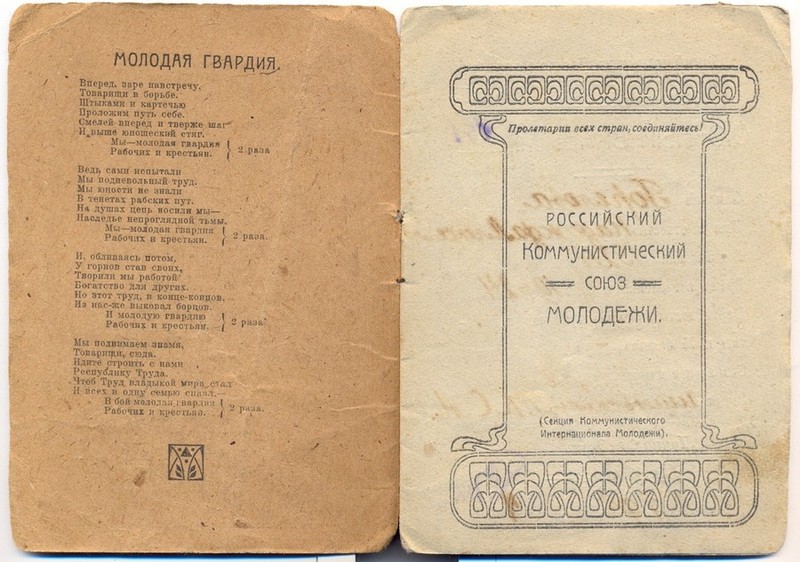 МОЛОДАЯ ГВАРДИЯ.
Вперед, заре навстречу,
Товарищи в борьбе.
Штыками и картечью
Проложим путь себе.
Смелей вперед и тверже шаг
И выше юношеский стяг.
Мы—молодая гвардия
Рабочих и крестьян. } 2 раза
Ведь сами испытали
Мы подневольный труд.
Мы юности не знали
В тенетах рабских пут.
На душах цепь носили мы—
Наследье непроглядной тьмы.
Мы—молодая гвардия
Рабочих и крестьян. } 2 раза.
И, обливаясь потом,
У горнов став своих,
Творили мы работой
Богатство для других.
Но этот труд, в конце-концов,
Из нас-же выковал борцов.
И молодую гвардию
Рабочих и крестьян. } 2 раза
Мы поднимаем знамя,
Товарищи, сюда.
Идите строить с нами
Республику Труда.
Чтоб Труд владыкой мира стал
И всех в одну семью спаял.—
В бой молодая гвардия
Рабочих и крестьян. } 2 раза.
Пролетарии всех стран, соединяйтесь!
РОССИЙСКИЙ
Коммунистический
СОЮЗ
МОЛОДЕЖИ.
(Секция Коммунистического
Интернационала Молодежи).